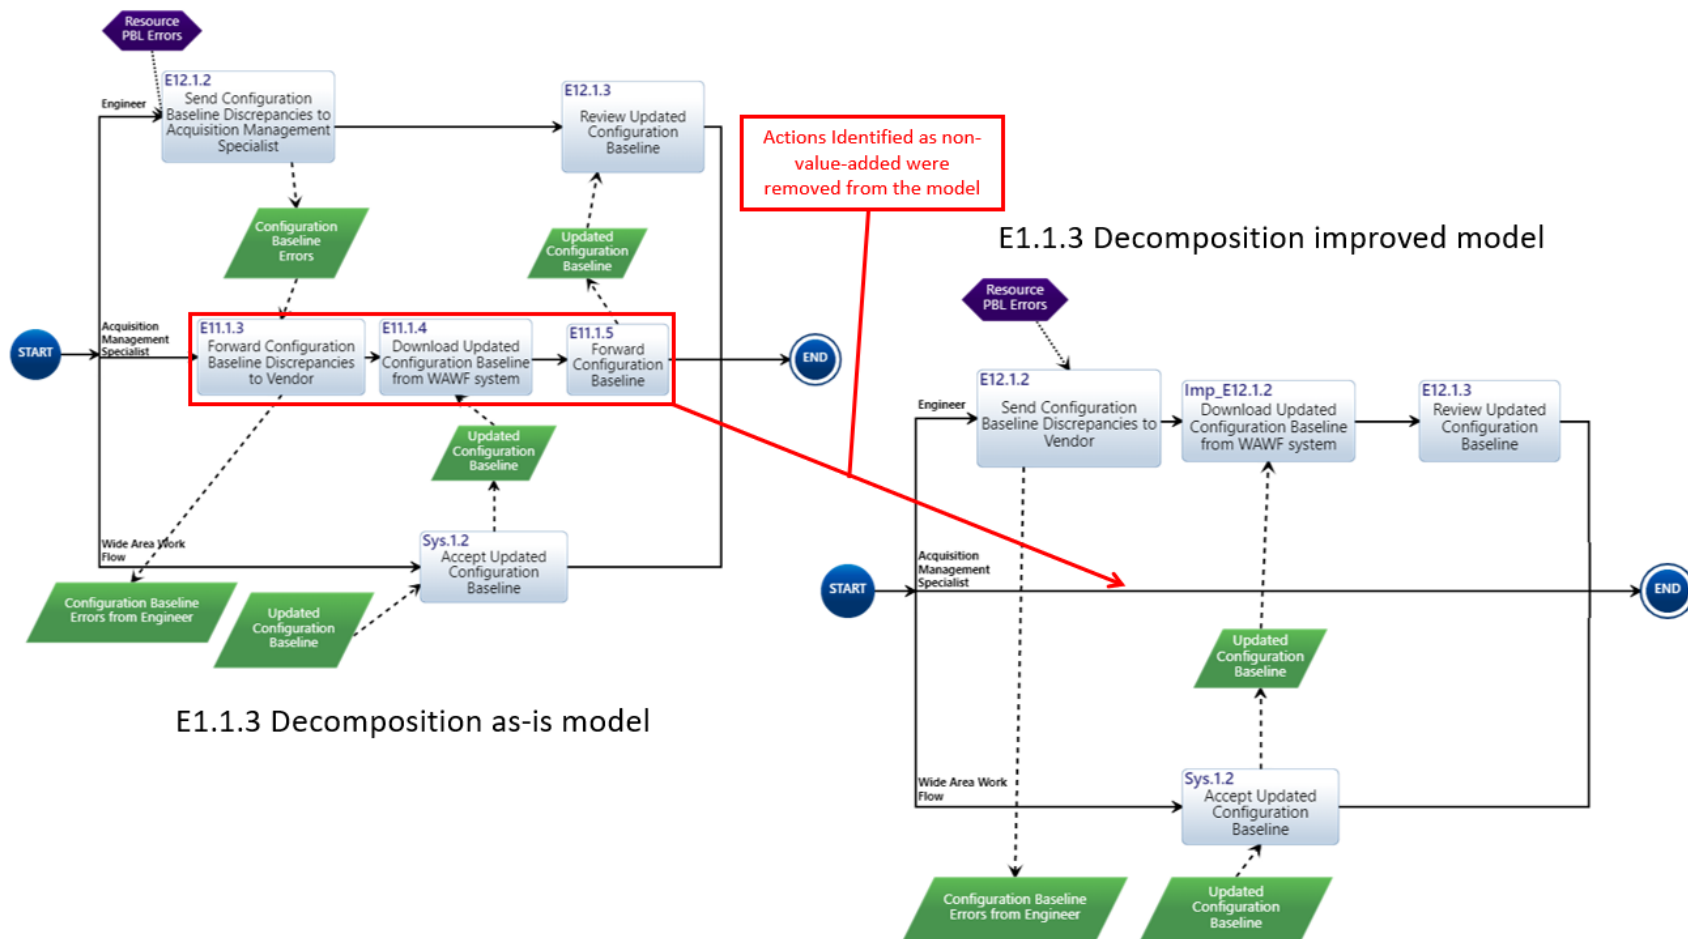 Resource
PBL Errors
E12.1.2
Send Configuration
Baseline Discrepancies to
Acquisition Management
Specialist
Engineer
E12.1.3
Review Updated
Configuration
Baseline
Configuration
Baseline
Errors
Updated
Configuration
Baseline
START
Acquisition
Management
Specialist
E11.1.3
Forward Configuration
Baseline Discrepancies
to Vendor
E11.1.4
Download Updated
Configuration Baseline
from WAWF system
E11.1.5
Forward
Configuration
Baseline
END
Updated
Configuration
Baseline
Wide Area Work
Flow
Sys.1.2
Accept Updated
Configuration
Baseline
Configuration Baseline
Errors from Engineer
Updated
Configuration
Baseline
E1.1.3 Decomposition as-is model
Actions Identified as non-
value-added were
removed from the model
E1.1.3 Decomposition improved model
Resource
PBL Errors
Engineer
E12.1.2
Send Configuration
Baseline Discrepancies to
Vendor
Imp_E12.1.2
Download Updated
Configuration Baseline
from WAWF system
E12.1.3
Review Updated
Configuration
Baseline
START
Acquisition
Management
Specialist
END
Updated
Configuration
Baseline
Wide Area Work
Flow
Sys.1.2
Accept Updated
Configuration
Baseline
Configuration Baseline
Errors from Engineer
Updated
Configuration
Baseline